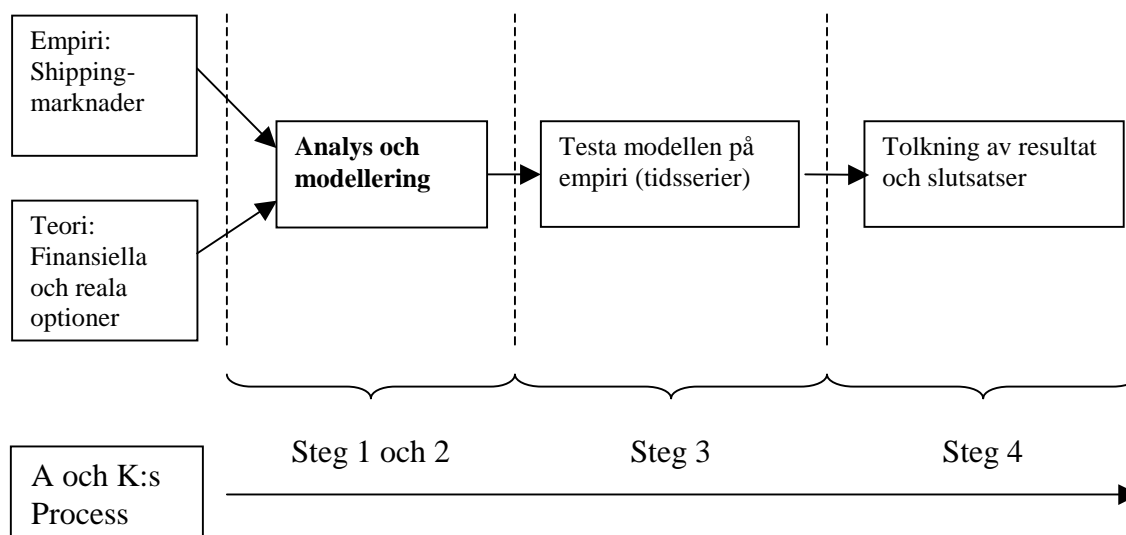 Empiri:
Shipping-
marknader
Teori:
Finansiella
och reala
optioner
Analys och
modellering
Testa modellen på
empiri (tidsserier)
Tolkning av resultat
och slutsatser
Steg 1 och 2
Steg 3
Steg 4
A och K:s
Process